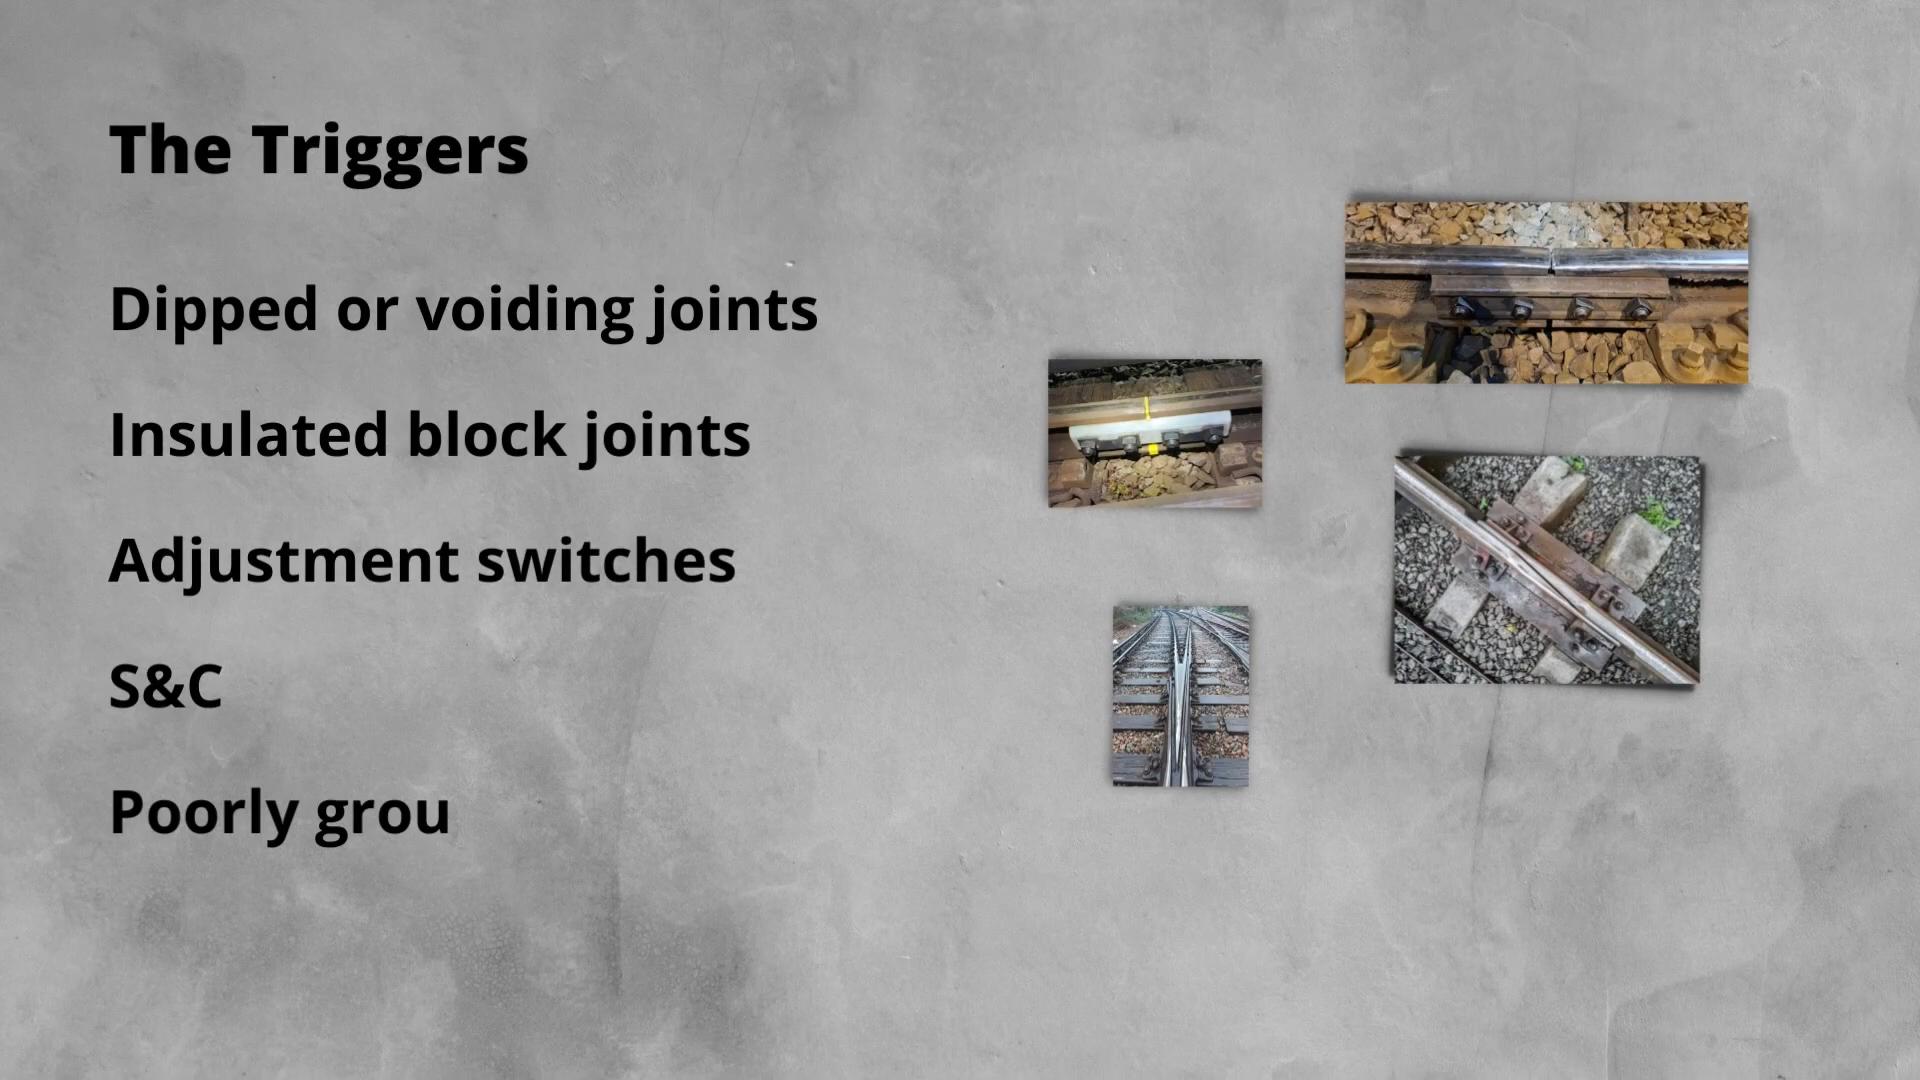 The Triggers
Dipped or voiding joints
Insulated block joints
Adjustment switches
S&C
Poorly grou